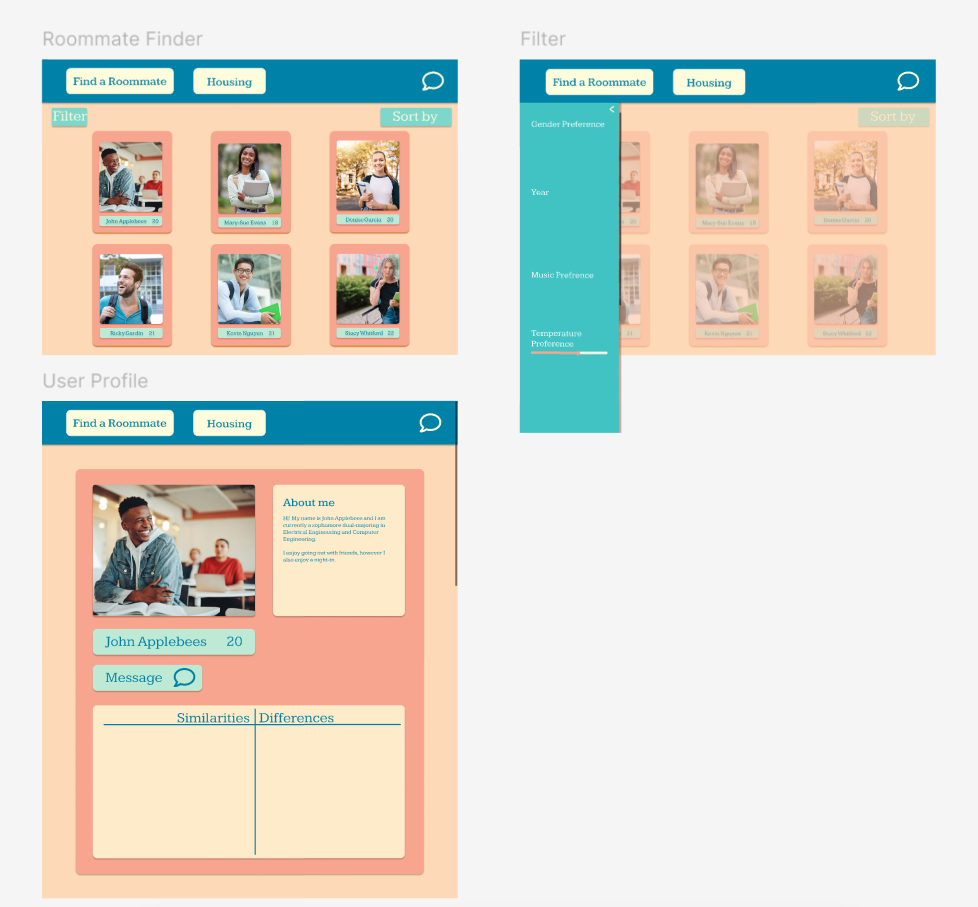 Roommate Finder
Find a Roommate
Housing
Filter
Sort by
John Applebees 20
Mary-Sue Evans 18
Denise Garcia 20
Ricky Gardin 21
Kevin Nguyen 21
Stacy Whitford 22
Filter
Find a Roommate
Housing
<
Gender Preference
Sort by
Year
Music Prefrence
Temperature
Preference
20
Mary-Sue Evans 18
Denise Garcia 20
21
Kevin Nguyen 21
Stacy Whitford 22
User Profile
Find a Roommate
Housing
About me
Hi! My name is John Applebees and I am
currently a sophomore dual-majoring in
Electrical Engineering and Computer
Engineering.
I enjoy going out with friends, however I
also enjoy a night-in.
John Applebees 20
Message
Similarities
Differences